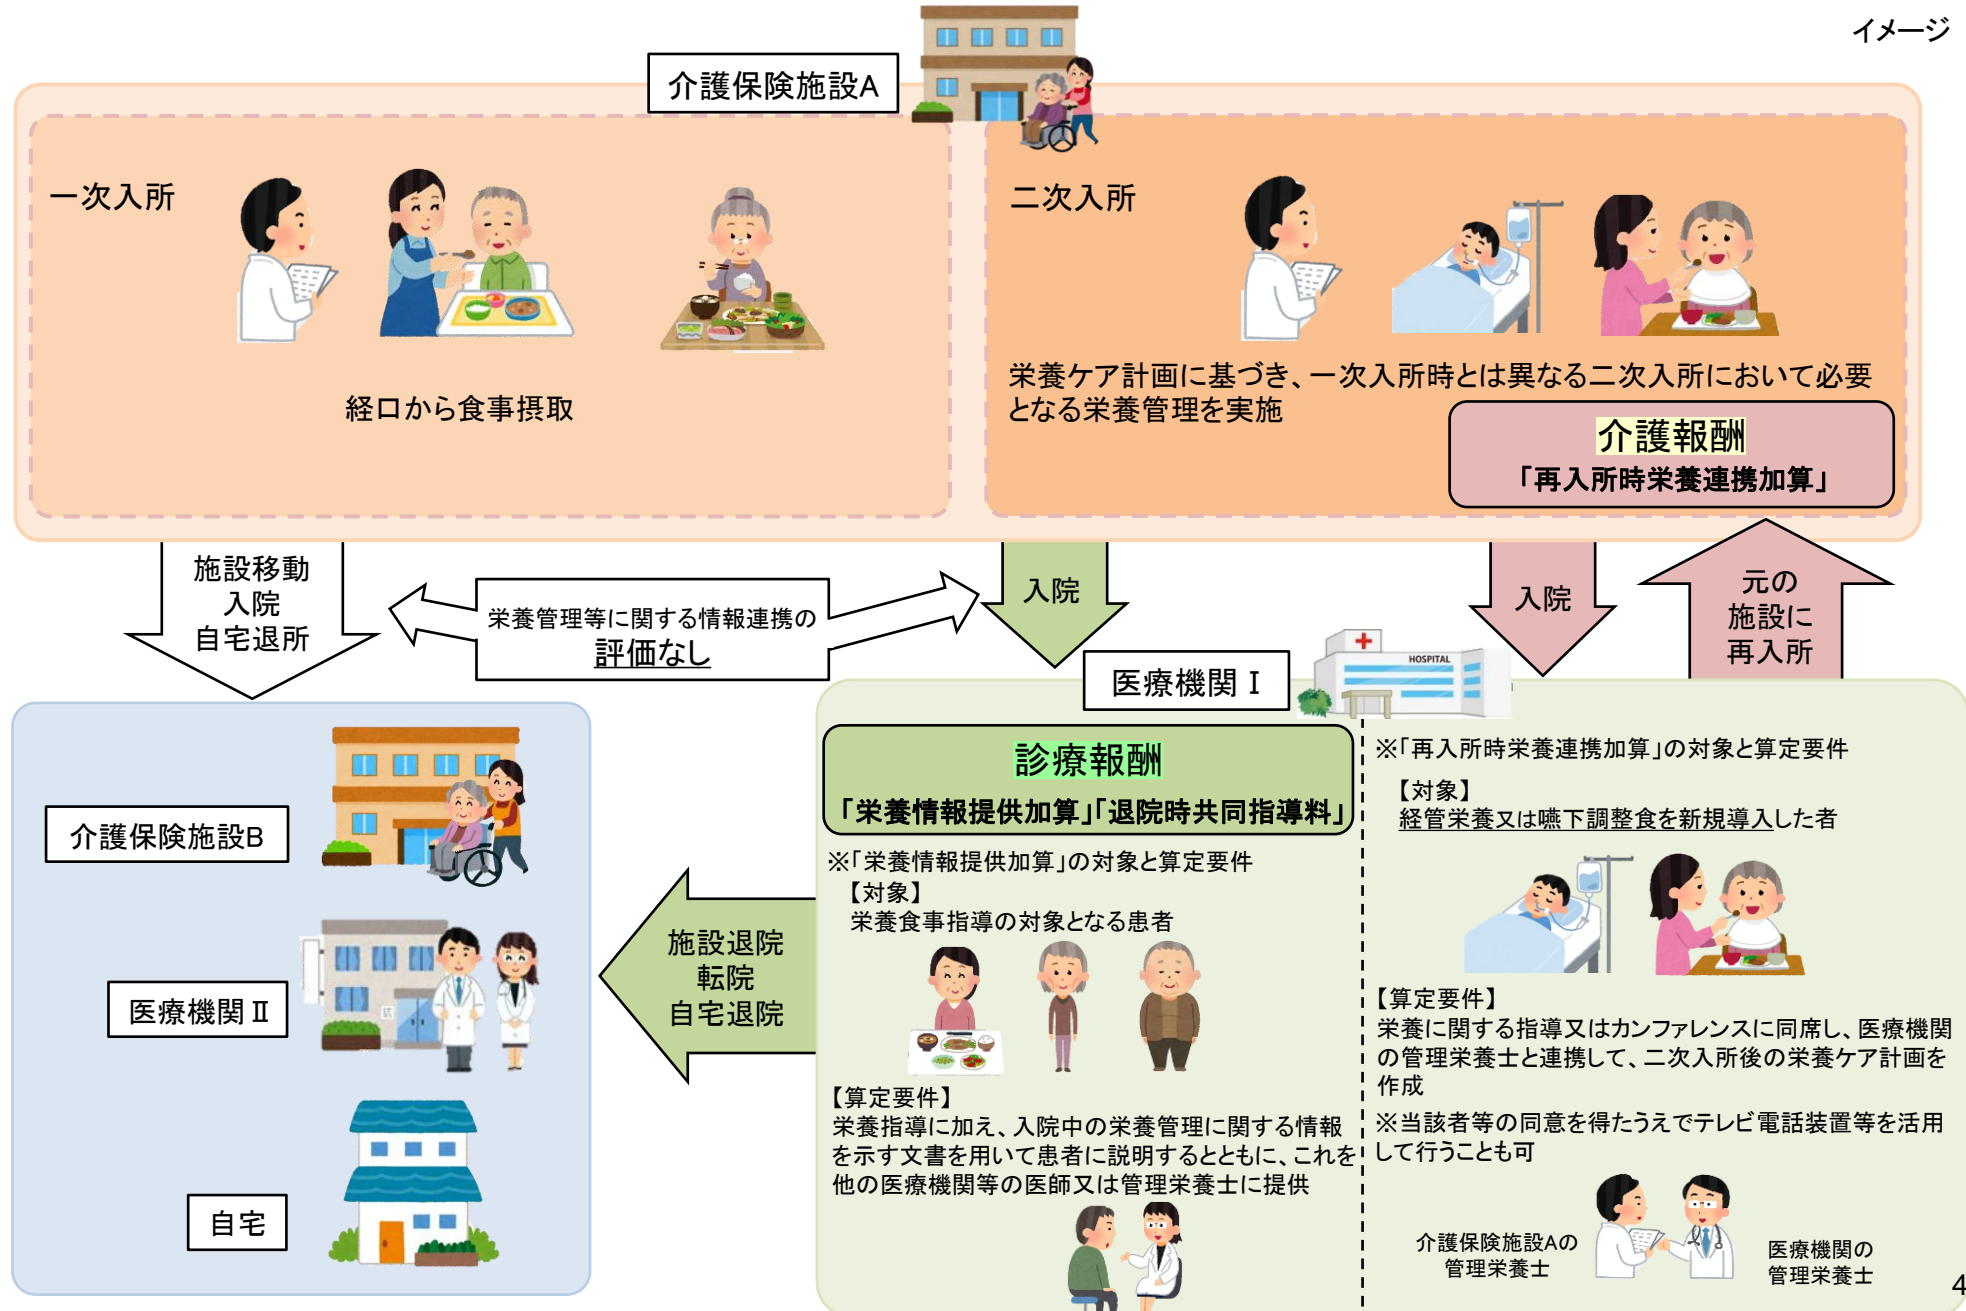 イメージ
介護保険施設A
一次入所
経口から食事摂取
二次入所
栄養ケア計画に基づき、一次入所時とは異なる二次入所において必要
となる栄養管理を実施
介護報酬
「再入所時栄養連携加算」
施設移動
入院
自宅退所
栄養管理等に関する情報連携の
評価なし
入院
入院
元の
施設に
再入所
介護保険施設B
医療機関Ⅱ
自宅
施設退院
転院
自宅退院
医療機関Ⅰ
HOSPITAL
診療報酬
「栄養情報提供加算」「退院時共同指導料」
※「栄養情報提供加算」の対象と算定要件
【対象】
栄養食事指導の対象となる患者
【算定要件】
栄養指導に加え、入院中の栄養管理に関する情報
を示す文書を用いて患者に説明するとともに、これを
他の医療機関等の医師又は管理栄養士に提供
※「再入所時栄養連携加算」の対象と算定要件
【対象】
経管栄養又は嚥下調整食を新規導入した者
【算定要件】
栄養に関する指導又はカンファレンスに同席し、医療機関
の管理栄養士と連携して、二次入所後の栄養ケア計画を
作成
※当該者等の同意を得たうえでテレビ電話装置等を活用
して行うことも可
介護保険施設Aの
管理栄養士
医療機関の
管理栄養士
4